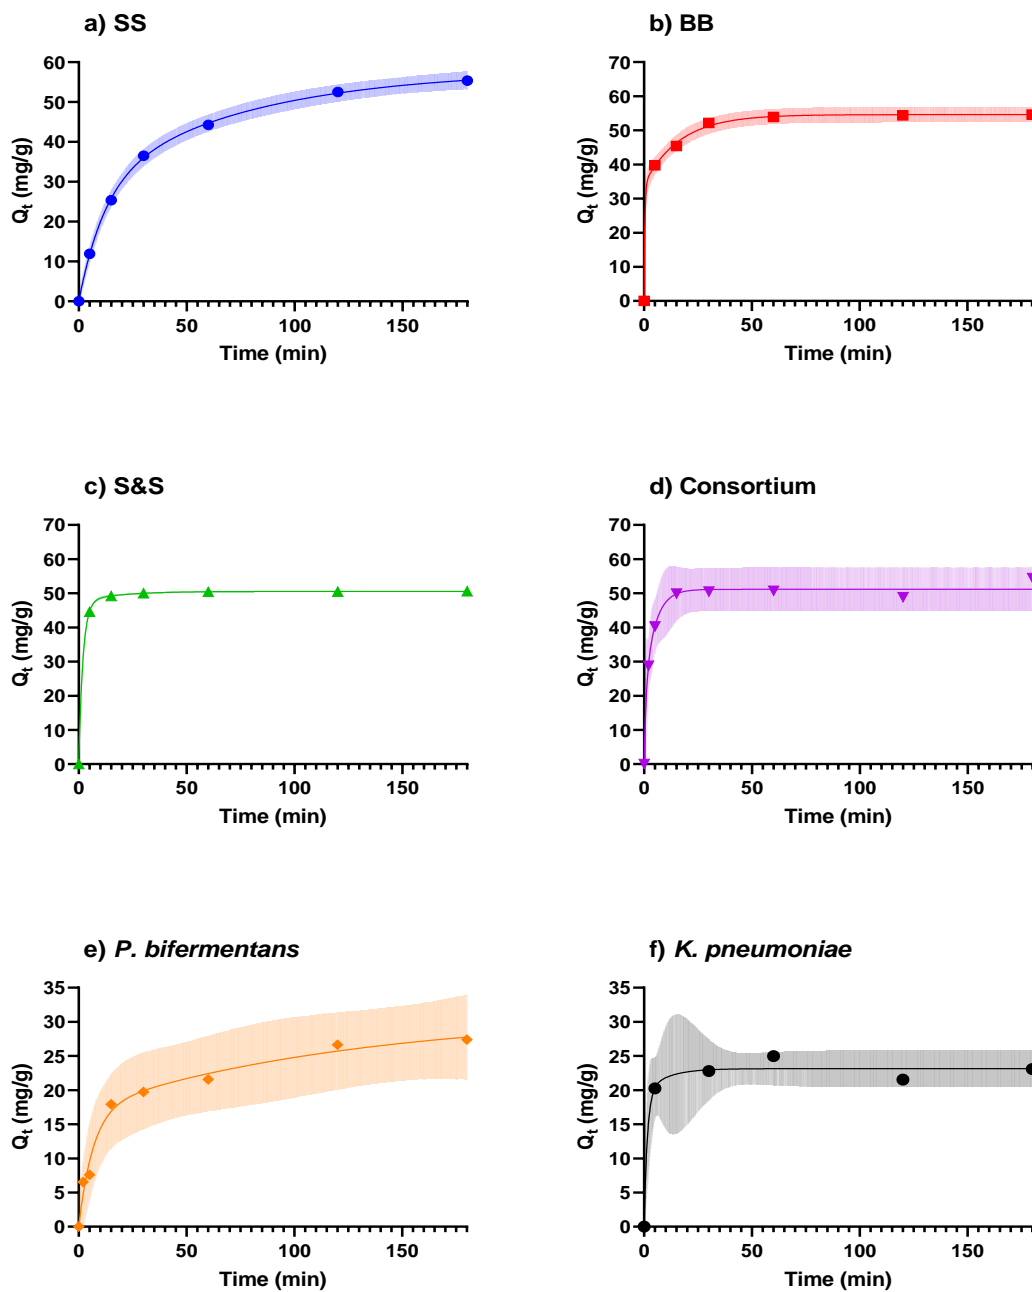 a) SS
60
50
40
30
20
10
0
Qt (mg/g)
0 50 100 150
Time (min)
b) BB
70
60
50
40
30
20
10
0
Qt (mg/g)
0 50 100 150
Time (min)
c) S&S
70
60
50
40
30
20
10
0
Qt (mg/g)
0 50 100 150
Time (min)
d) Consortium
70
60
50
40
30
20
10
0
Qt (mg/g)
0 50 100 150
Time (min)
e) P. bifermentans
35
30
25
20
15
10
5
0
Qt (mg/g)
0 50 100 150
Time (min)
f) K. pneumoniae
35
30
25
20
15
10
5
0
Qt (mg/g)
0 50 100 150
Time (min)